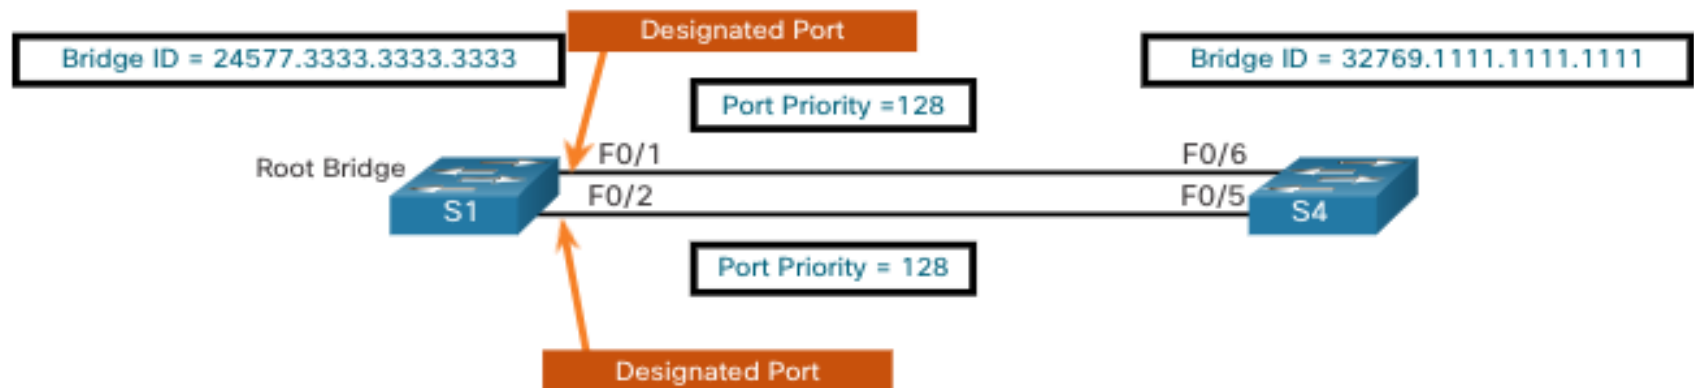 Designated Port
Bridge ID = 24577.3333.3333.3333
Bridge ID = 32769.1111.1111.1111
Port Priority =128
Root Bridge
F0/1
F0/6
F0/2
F0/5
S1
S4
Port Priority = 128
Designated Port